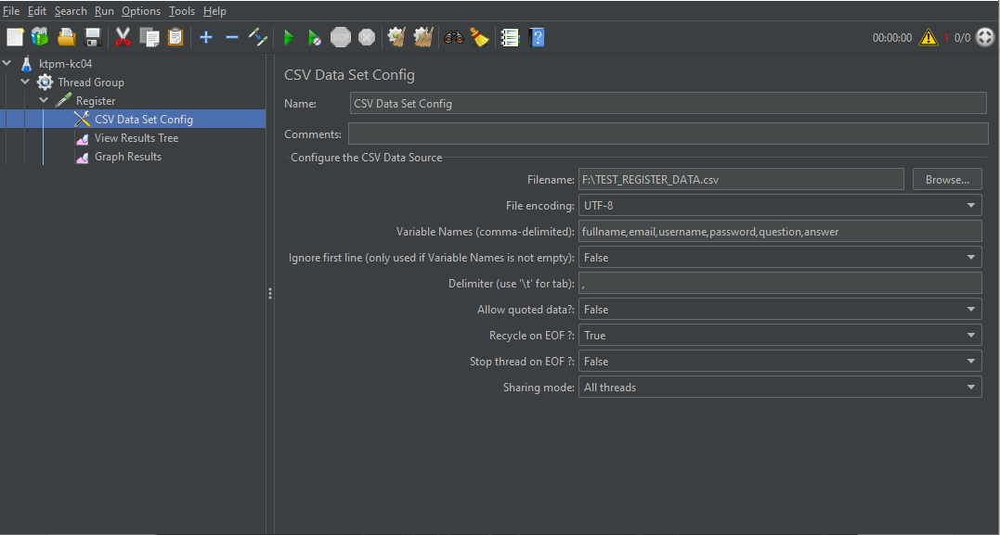 File Edit Search Run Options Tools Help
00:00:00 ! 0/0
ktpm-kc04
Thread Group
Register
CSV Data Set Config
View Results Tree
Graph Results
CSV Data Set Config
Name: CSV Data Set Config
Comments:
Configure the CSV Data Source
Filename: F:\TEST_REGISTER_DATA.csv Browse...
File encoding: UTF-8
Variable Names (comma-delimited): fullname,email,username,password,question,answer
Ignore first line (only used if Variable Names is not empty): False
Delimiter (use '\t' for tab): ,
Allow quoted data?: False
Recycle on EOF ?: True
Stop thread on EOF ?: False
Sharing mode: All threads